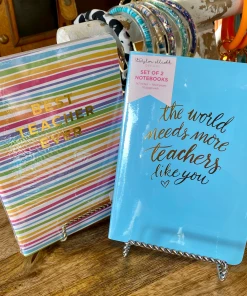 BEST
TEACHER
EVER
SET OF 2
NOTEBOOKS
the world
needs more
teachers
like you